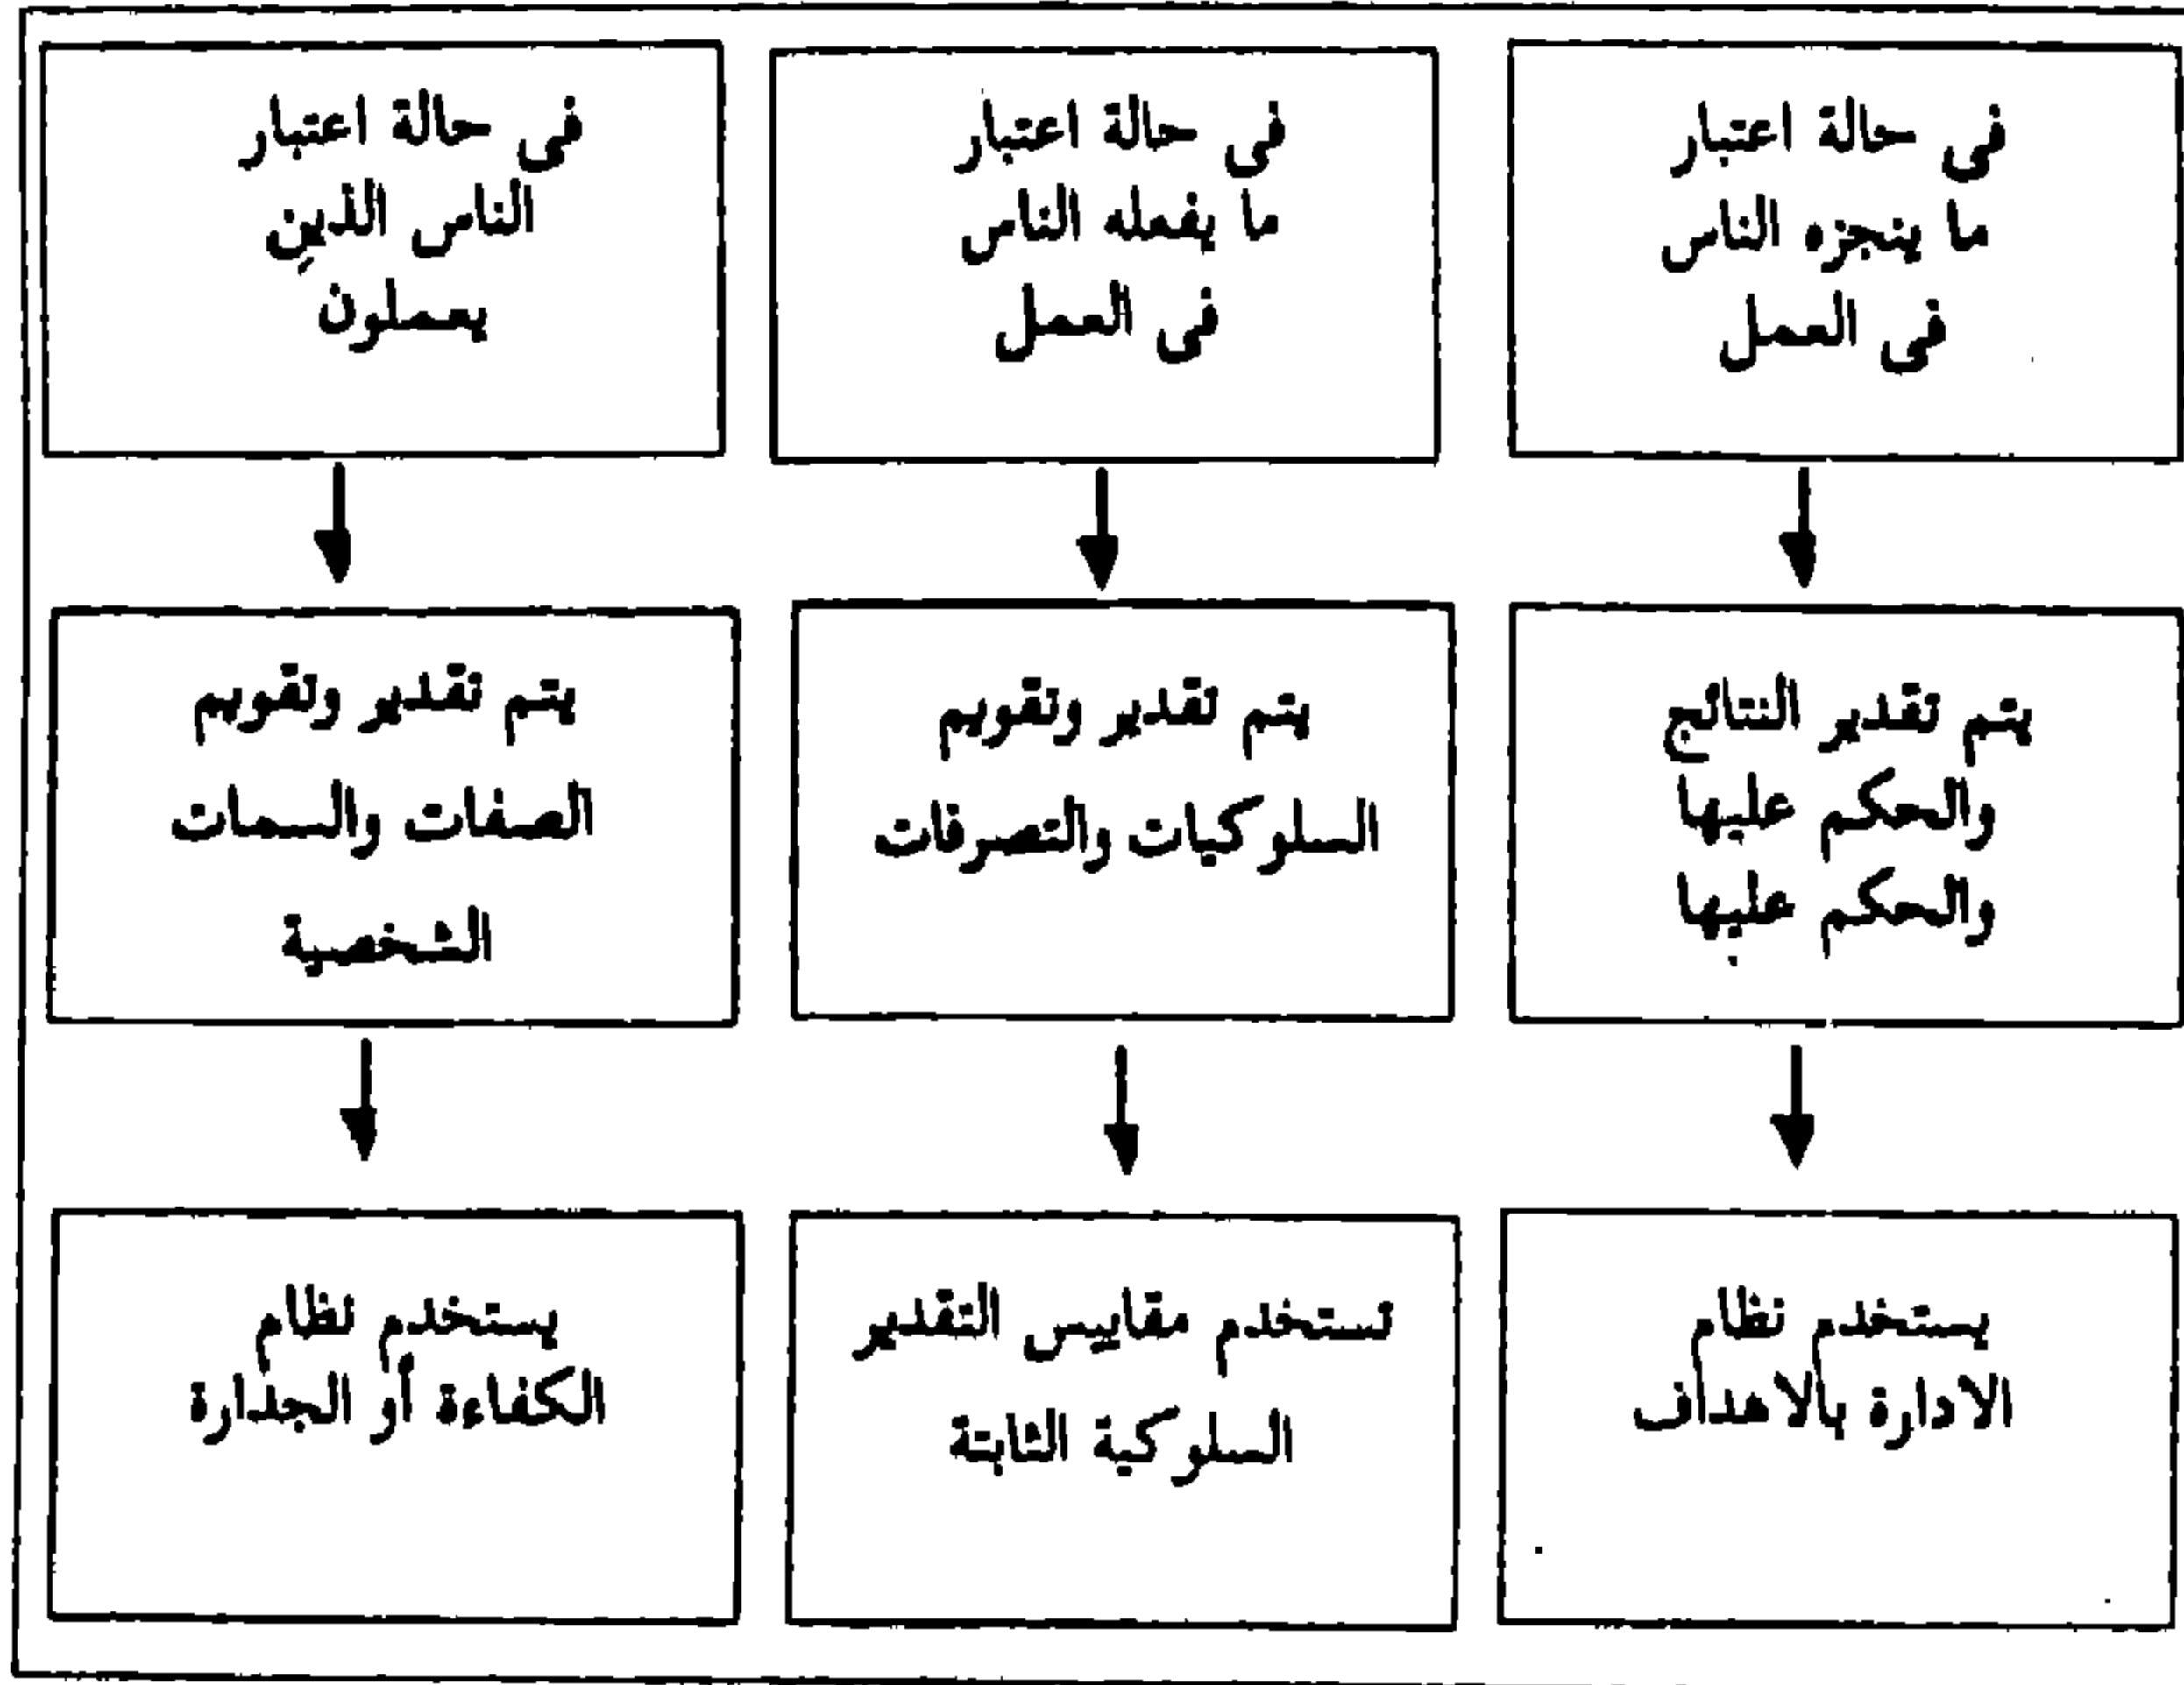 فى حالة اعتبار
ما ينجزه الناس
فى العمل
فى حالة اعتبار
ما يفعله الناس
فى العمل
فى حالة اعتبار
الناس الذين
يعملون
يتم تقدير النتائج
والحكم عليها
والحكم عليها
يتم تقدير وتقويم
السلوكيات والتصرفات
يتم تقدير وتقويم
الصفات والسمات
الشخصية
يستخدم نظام
الادارة بالاهداف
تستخدم مقاييس التقدير
السلوكية الثابتة
يستخدم نظام
الكفاءة أو الجدارة